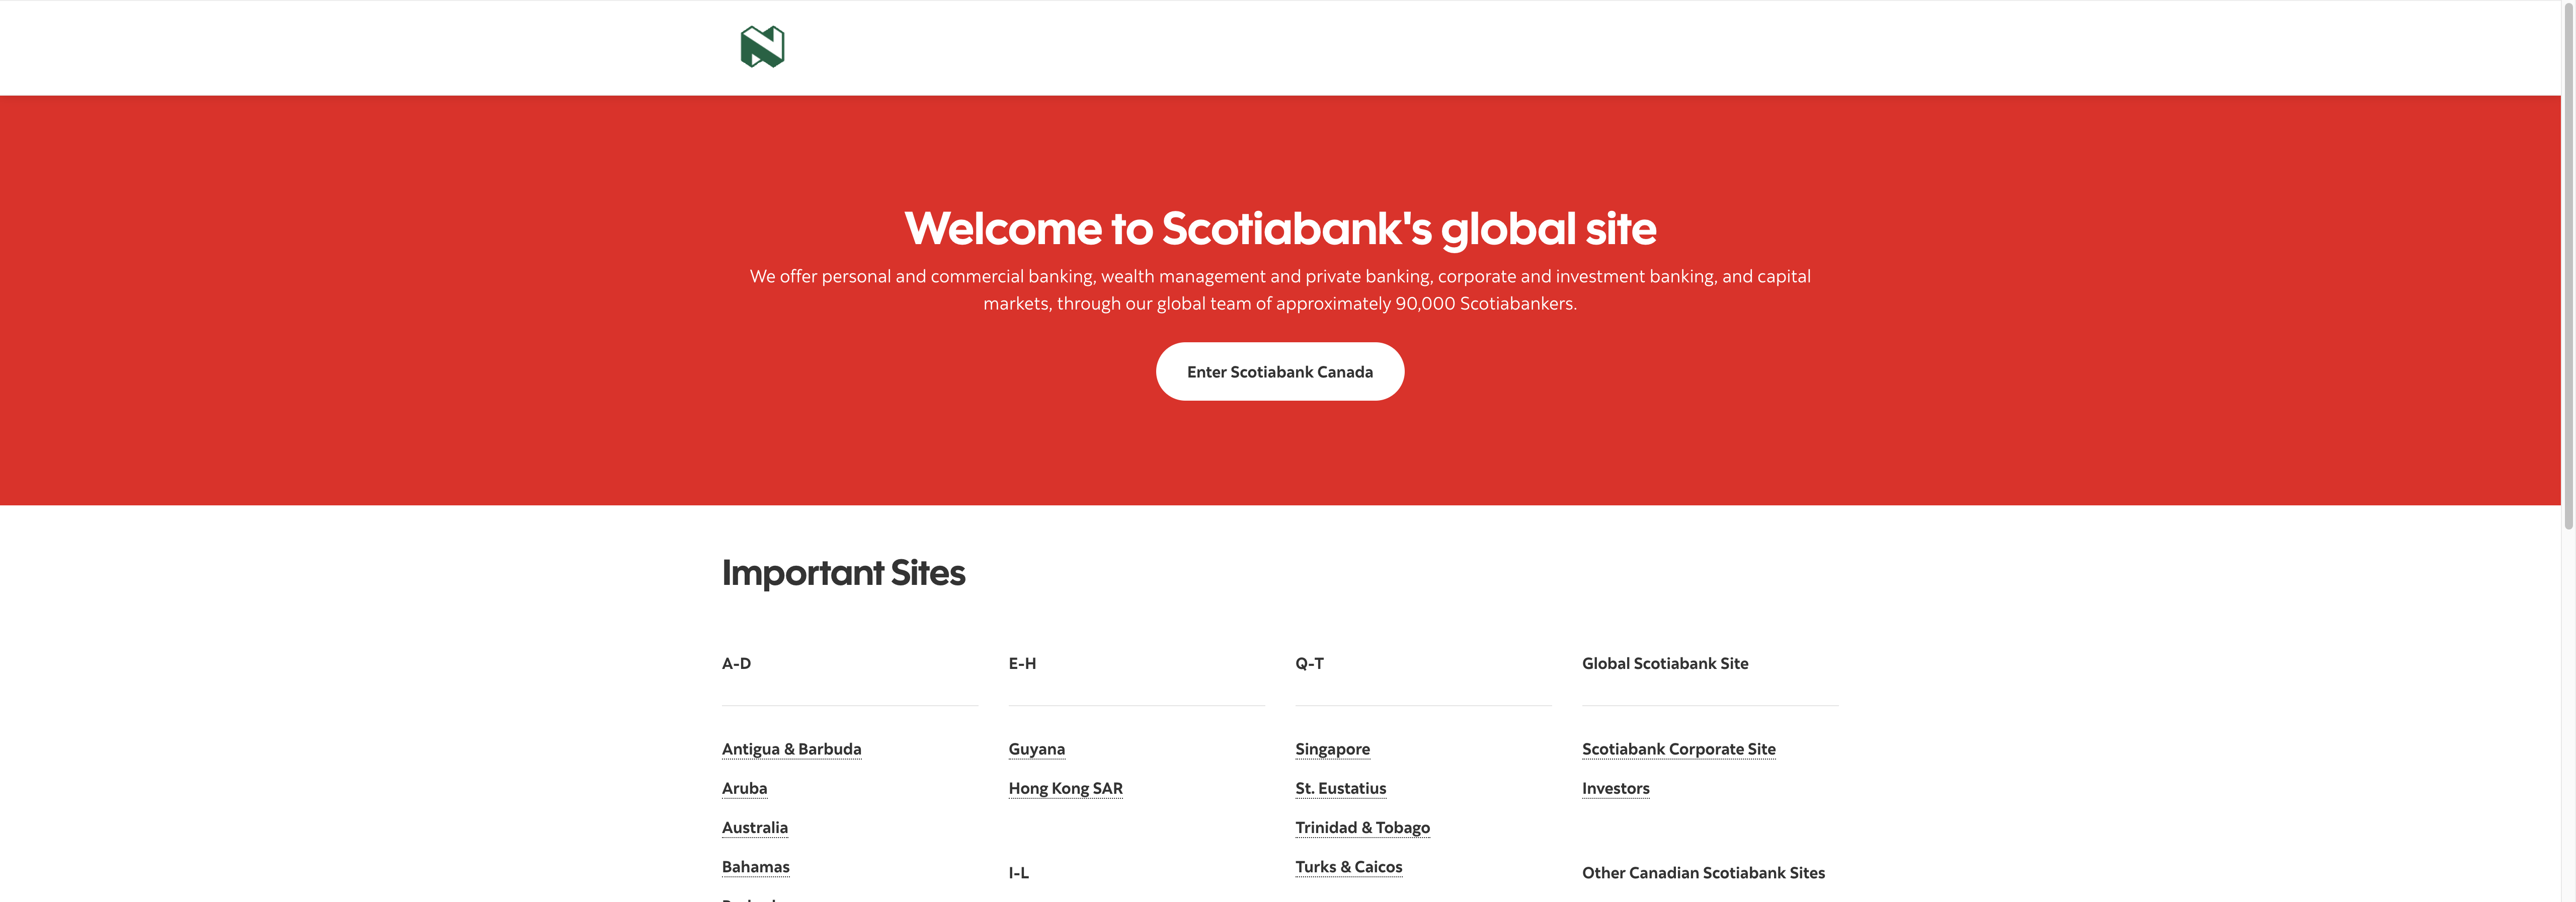 Welcome to Scotiabank's global site
We offer personal and commercial banking, wealth management and private banking, corporate and investment banking, and capital
markets, through our global team of approximately 90,000 Scotiabankers.
Enter Scotiabank Canada
Important Sites
A-D
Antigua & Barbuda
Aruba
Australia
Bahamas
E-H
Guyana
Hong Kong SAR
I-L
Q-T
Singapore
St. Eustatius
Trinidad & Tobago
Turks & Caicos
Global Scotiabank Site
Scotiabank Corporate Site
Investors
Other Canadian Scotiabank Sites